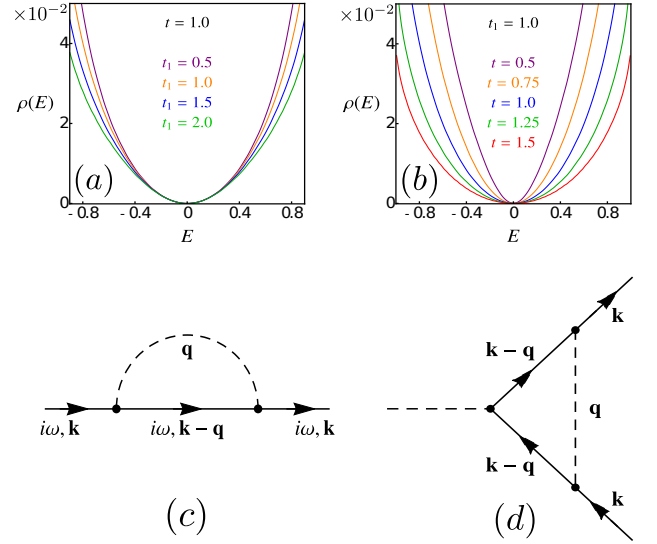 ×10⁻² t = 1.0
4
t₁ = 0.5
t₁ = 1.0
ρ(E) t₁ = 1.5
2 t₁ = 2.0
(a)
0
- 0.8 - 0.4 0 0.4 0.8
E
×10⁻² t₁ = 1.0
4
t = 0.5
t = 0.75
ρ(E) t = 1.0
2 t = 1.25
t = 1.5
(b)
0
- 0.8 - 0.4 0 0.4 0.8
E
q
iω, k iω, k − q iω, k
(c)
k
k − q
q
k − q
k
(d)